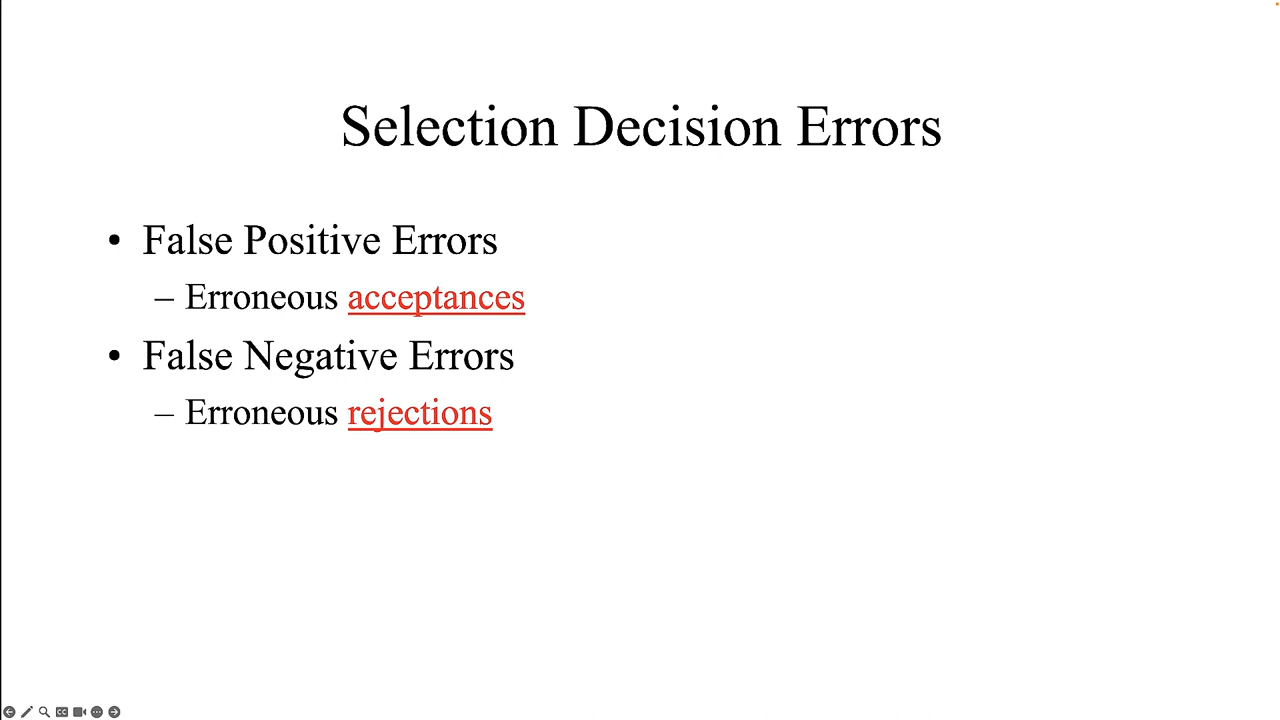 Selection Decision Errors
• False Positive Errors
– Erroneous acceptances
• False Negative Errors
– Erroneous rejections